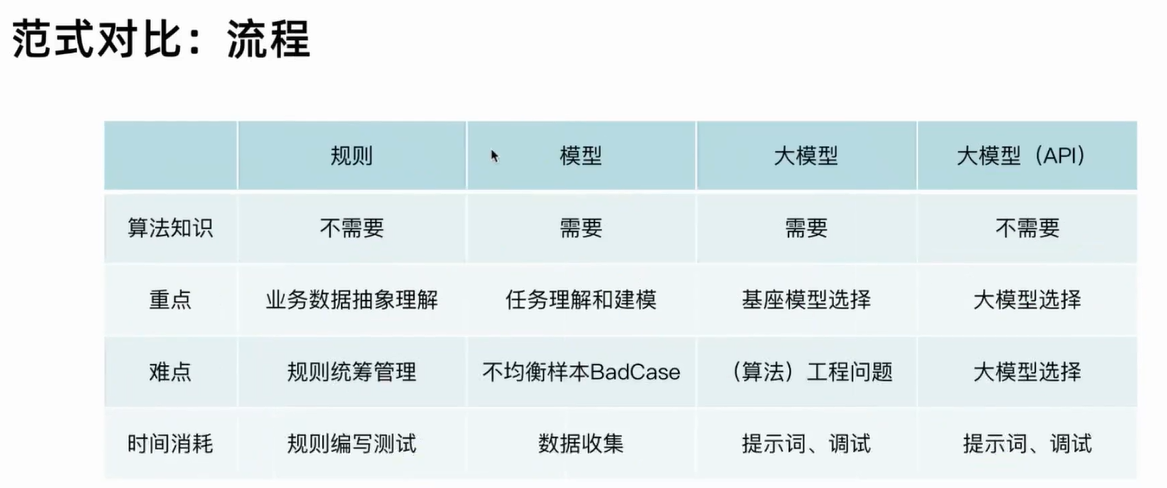 范式对比：流程
规则 模型 大模型 大模型（API）
算法知识 不需要 需要 需要 不需要
重点 业务数据抽象理解 任务理解和建模 基座模型选择 大模型选择
难点 规则统筹管理 不均衡样本BadCase （算法）工程问题 大模型选择
时间消耗 规则编写测试 数据收集 提示词、调试 提示词、调试